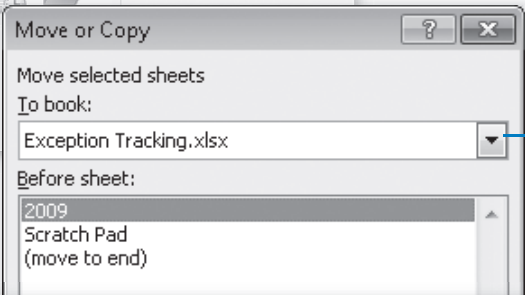 Move or Copy
Move selected sheets
To book:
Exception Tracking.xlsx
Before sheet:
2009
Scratch Pad
(move to end)